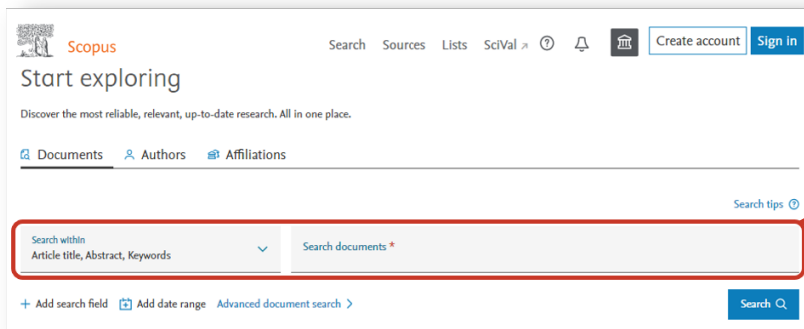 Scopus
Search Sources Lists SciVal ↗ Create account Sign in
Start exploring
Discover the most reliable, relevant, up-to-date research. All in one place.
Documents Authors Affiliations
Search tips
Search within
Article title, Abstract, Keywords
Search documents *
+ Add search field Add date range Advanced document search >
Search